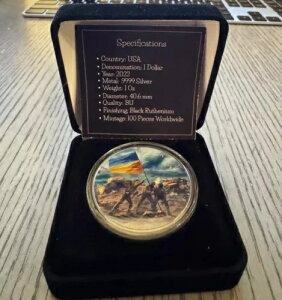 Specifications
• Country: USA
• Denomination: 1 Dollar
• Year: 2022
• Metal: .9999 Silver
• Weight: 1 Oz
• Diameter: 40.6 mm
• Quality: BU
• Finishing: Black Ruthenium
• Mintage: 100 Pieces Worldwide